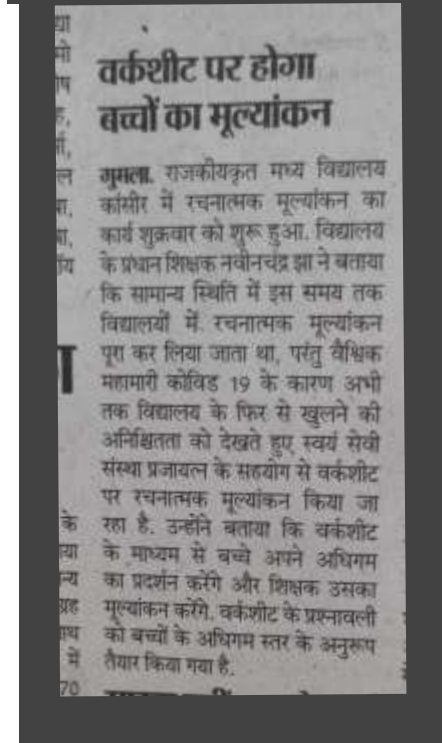 वर्कशीट पर होगा
बच्चों का मूल्यांकन
गुमला. राजकीयकृत मध्य विद्यालय
कांसीर में रचनात्मक मूल्यांकन का
कार्य शुक्रवार को शुरू हुआ. विद्यालय
के प्रधान शिक्षक नवीनचंद्र झा ने बताया
कि सामान्य स्थिति में इस समय तक
विद्यालयों में रचनात्मक मूल्यांकन
पूरा कर लिया जाता था, परंतु वैश्विक
महामारी कोविड 19 के कारण अभी
तक विद्यालय के फिर से खुलने की
अनिश्चितता को देखते हुए स्वयं सेवी
संस्था प्रजायत्न के सहयोग से वर्कशीट
पर रचनात्मक मूल्यांकन किया जा
रहा है. उन्होंने बताया कि वर्कशीट
के माध्यम से बच्चे अपने अधिगम
का प्रदर्शन करेंगे और शिक्षक उसका
मूल्यांकन करेंगे. वर्कशीट के प्रश्नावली
को बच्चों के अधिगम स्तर के अनुरूप
तैयार किया गया है.
के
में
70